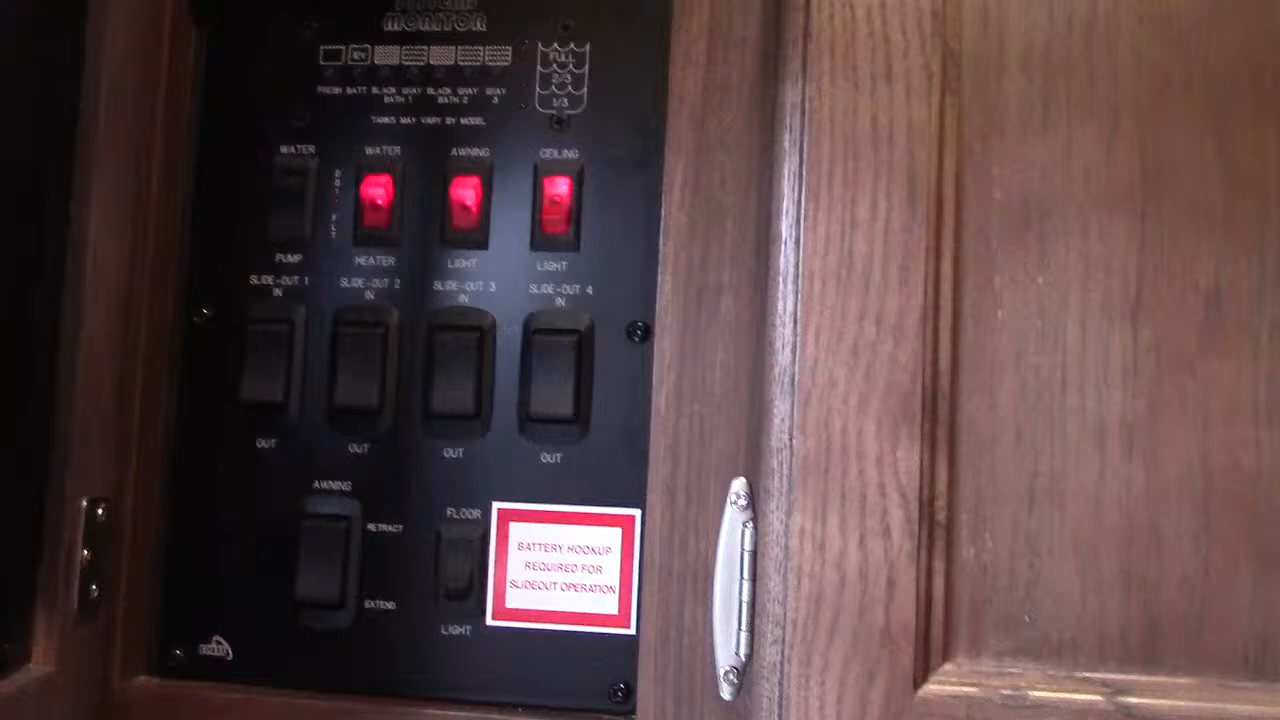 MONITOR
FULL
2/3
1/3
FRESH BATT BLACK GRAY BLACK GRAY GRAY
BATH 1 BATH 2 3
TANKS MAY VARY BY MODEL
WATER WATER AWNING CEILING
PUMP HEATER LIGHT LIGHT
SLIDE-OUT 1 SLIDE-OUT 2 SLIDE-OUT 3 SLIDE-OUT 4
IN IN IN IN
OUT OUT OUT OUT
AWNING
RETRACT
EXTEND
FLOOR
LIGHT
BATTERY HOOKUP
REQUIRED FOR
SLIDEOUT OPERATION